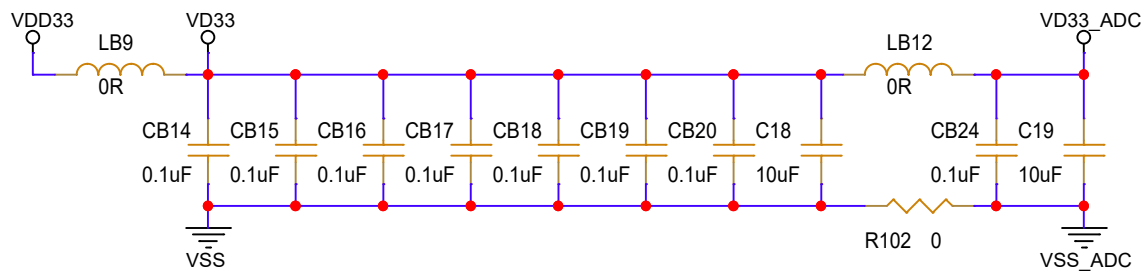 VDD33 VD33 VD33_ADC
LB9 LB12
0R 0R
CB14 CB15 CB16 CB17 CB18 CB19 CB20 C18 CB24 C19
0.1uF 0.1uF 0.1uF 0.1uF 0.1uF 0.1uF 0.1uF 10uF 0.1uF 10uF
R102 0
VSS VSS_ADC